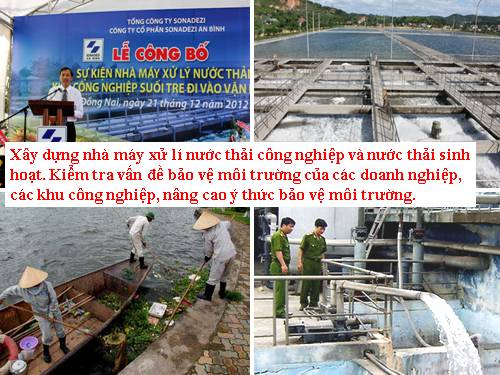 TỔNG CÔNG TY SONADEZI
CÔNG TY CỔ PHẦN SONADEZI AN BÌNH
LỄ CÔNG BỐ
SỰ KIỆN NHÀ MÁY XỬ LÝ NƯỚC THẢI
CÔNG NGHIỆP SUỐI TRE ĐI VÀO VẬN
Đồng Nai, ngày 21 tháng 12 năm 2012
Xây dựng nhà máy xử lí nước thải công nghiệp và nước thải sinh
hoạt. Kiểm tra vấn đề bảo vệ môi trường của các doanh nghiệp,
các khu công nghiệp, nâng cao ý thức bảo vệ môi trường.